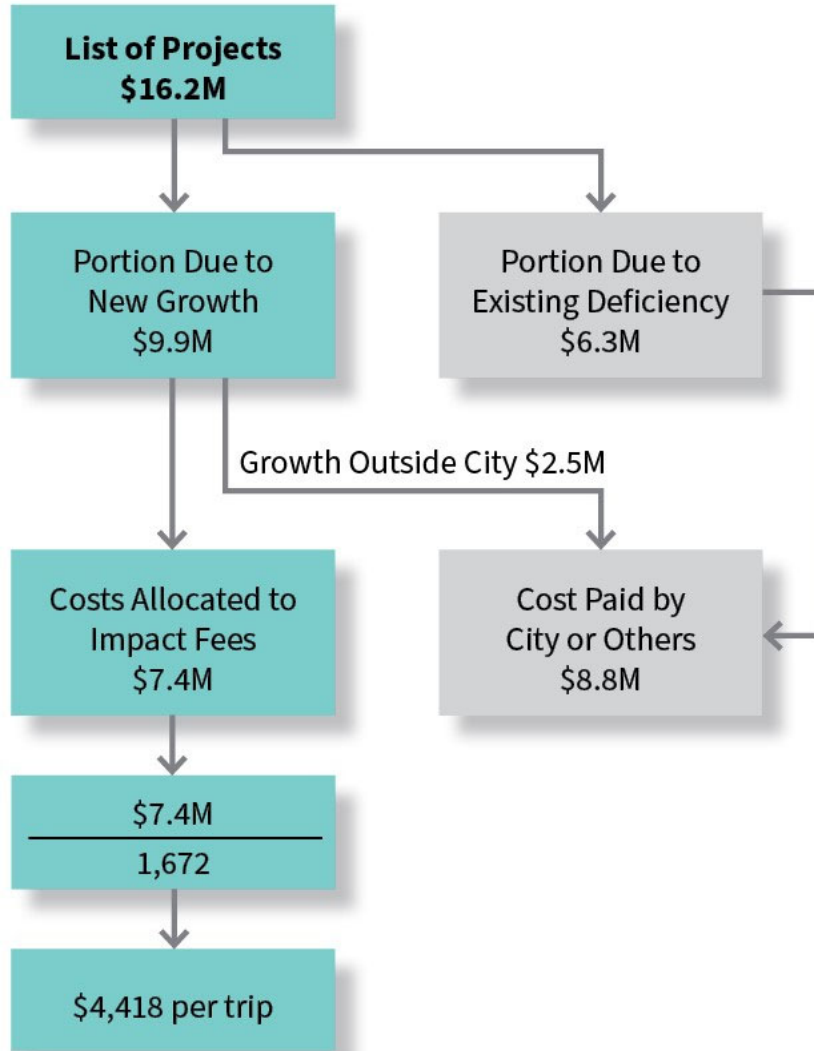 List of Projects
$16.2M
Portion Due to
New Growth
$9.9M
Portion Due to
Existing Deficiency
$6.3M
Growth Outside City $2.5M
Costs Allocated to
Impact Fees
$7.4M
Cost Paid by
City or Others
$8.8M
$7.4M
1,672
$4,418 per trip